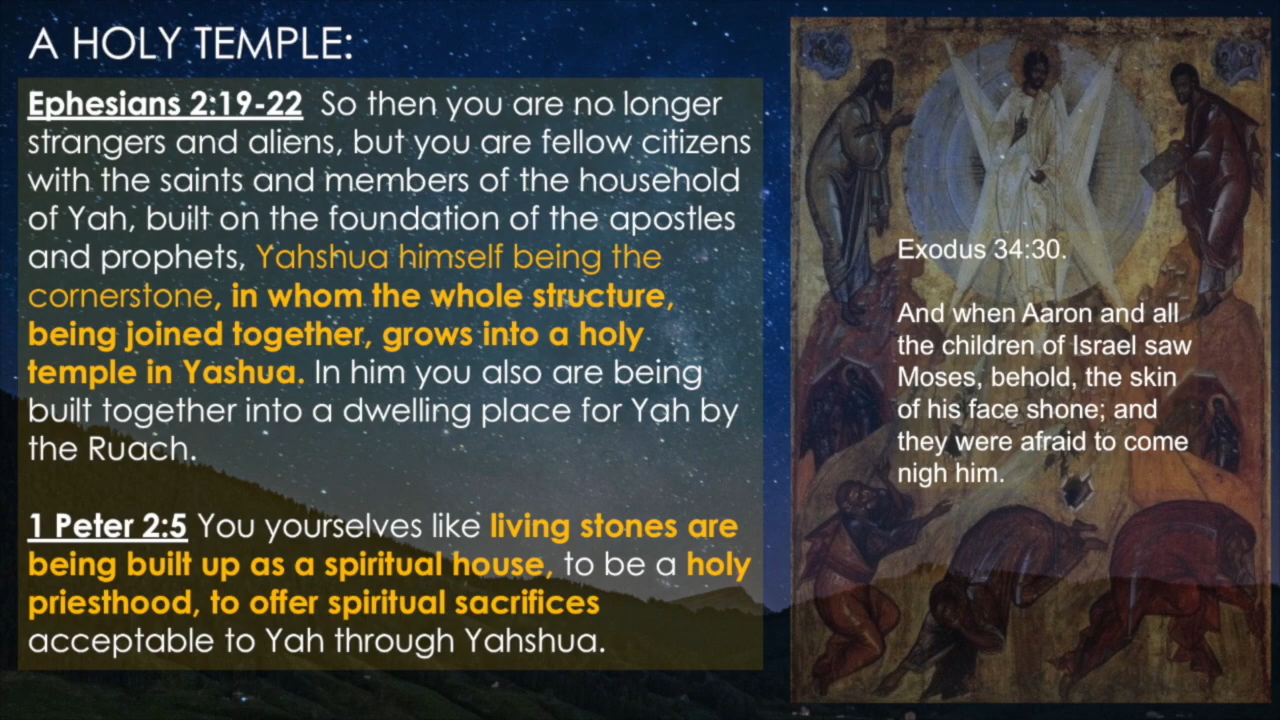 A HOLY TEMPLE:
Ephesians 2:19-22 So then you are no longer
strangers and aliens, but you are fellow citizens
with the saints and members of the household
of Yah, built on the foundation of the apostles
and prophets, Yahshua himself being the
cornerstone, in whom the whole structure,
being joined together, grows into a holy
temple in Yashua. In him you also are being
built together into a dwelling place for Yah by
the Ruach.
1 Peter 2:5 You yourselves like living stones are
being built up as a spiritual house, to be a holy
priesthood, to offer spiritual sacrifices
acceptable to Yah through Yahshua.
Exodus 34:30.
And when Aaron and all
the children of Israel saw
Moses, behold, the skin
of his face shone; and
they were afraid to come
nigh him.